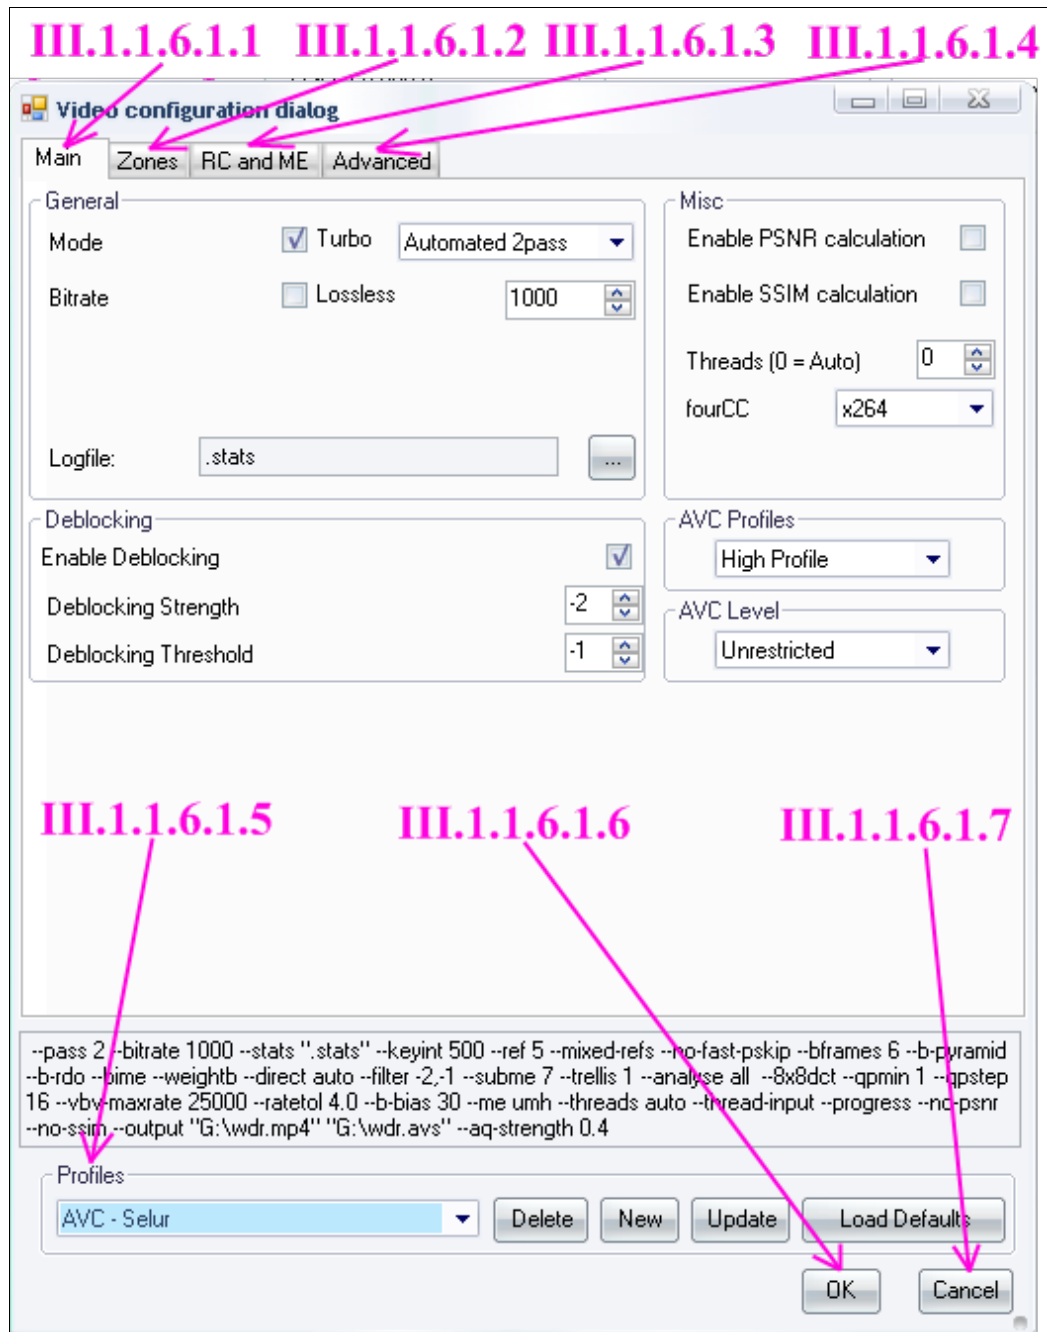 III.1.1.6.1.1 III.1.1.6.1.2 III.1.1.6.1.3 III.1.1.6.1.4
Video configuration dialog
Main Zones RC and ME Advanced
General
Mode Turbo Automated 2pass
Bitrate Lossless 1000
Logfile: .stats ...
Misc
Enable PSNR calculation
Enable SSIM calculation
Threads (0 = Auto) 0
fourCC x264
Deblocking
Enable Deblocking
Deblocking Strength -2
Deblocking Threshold -1
AVC Profiles
High Profile
AVC Level
Unrestricted
III.1.1.6.1.5 III.1.1.6.1.6 III.1.1.6.1.7
--pass 2 --bitrate 1000 --stats ".stats" --keyint 500 --ref 5 --mixed-refs --no-fast-pskip --bframes 6 --b-pyramid
--b-rdo --bime --weightb --direct auto --filter -2,-1 --subme 7 --trellis 1 --analyse all --8x8dct --qpmin 1 --qpstep
16 --vbv-maxrate 25000 --ratetol 4.0 --b-bias 30 --me umh --threads auto --thread-input --progress --no-psnr
--no-ssim --output "G:\wdr.mp4" "G:\wdr.avs" --aq-strength 0.4
Profiles
AVC - Selur Delete New Update Load Defaults
OK Cancel